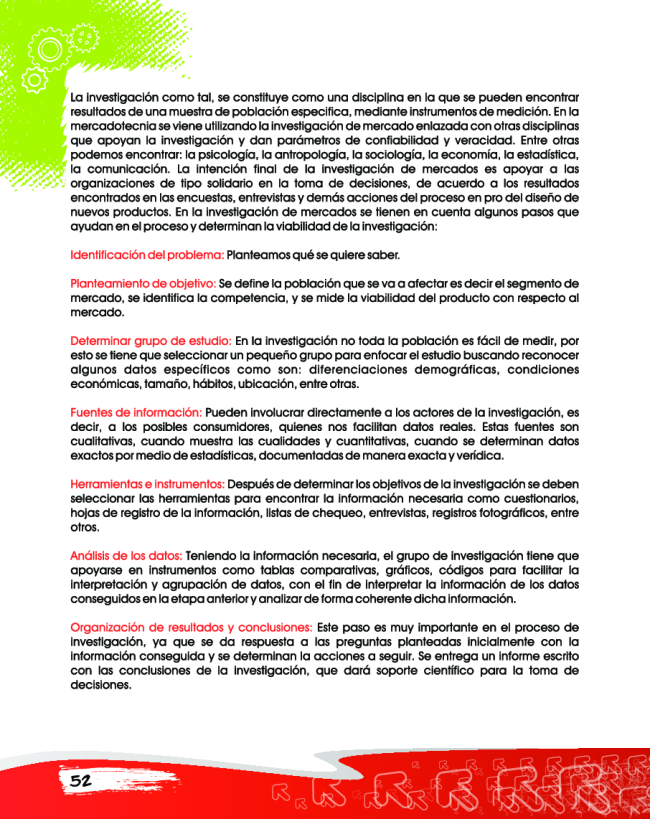 La investigación como tal, se constituye como una disciplina en la que se pueden encontrar
resultados de una muestra de población especifica, mediante instrumentos de medición. En la
mercadotecnia se viene utilizando la investigación de mercado enlazada con otras disciplinas
que apoyan la investigación y dan parámetros de confiabilidad y veracidad. Entre otras
podemos encontrar: la psicología, la antropología, la sociología, la economía, la estadística,
la comunicación. La intención final de la investigación de mercados es apoyar a las
organizaciones de tipo solidario en la toma de decisiones, de acuerdo a los resultados
encontrados en las encuestas, entrevistas y demás acciones del proceso en pro del diseño de
nuevos productos. En la investigación de mercados se tienen en cuenta algunos pasos que
ayudan en el proceso y determinan la viabilidad de la investigación:
Identificación del problema: Planteamos qué se quiere saber.
Planteamiento de objetivo: Se define la población que se va a afectar es decir el segmento de
mercado, se identifica la competencia, y se mide la viabilidad del producto con respecto al
mercado.
Determinar grupo de estudio: En la investigación no toda la población es fácil de medir, por
esto se tiene que seleccionar un pequeño grupo para enfocar el estudio buscando reconocer
algunos datos específicos como son: diferenciaciones demográficas, condiciones
económicas, tamaño, hábitos, ubicación, entre otras.
Fuentes de información: Pueden involucrar directamente a los actores de la investigación, es
decir, a los posibles consumidores, quienes nos facilitan datos reales. Estas fuentes son
cualitativas, cuando muestra las cualidades y cuantitativas, cuando se determinan datos
exactos por medio de estadísticas, documentadas de manera exacta y verídica.
Herramientas e instrumentos: Después de determinar los objetivos de la investigación se deben
seleccionar las herramientas para encontrar la información necesaria como cuestionarios,
hojas de registro de la información, listas de chequeo, entrevistas, registros fotográficos, entre
otros.
Análisis de los datos: Teniendo la información necesaria, el grupo de investigación tiene que
apoyarse en instrumentos como tablas comparativas, gráficos, códigos para facilitar la
interpretación y agrupación de datos, con el fin de interpretar la información de los datos
conseguidos en la etapa anterior y analizar de forma coherente dicha información.
Organización de resultados y conclusiones: Este paso es muy importante en el proceso de
investigación, ya que se da respuesta a las preguntas planteadas inicialmente con la
información conseguida y se determinan la acciones a seguir. Se entrega un informe escrito
con las conclusiones de la investigación, que dará soporte científico para la toma de
decisiones.
52